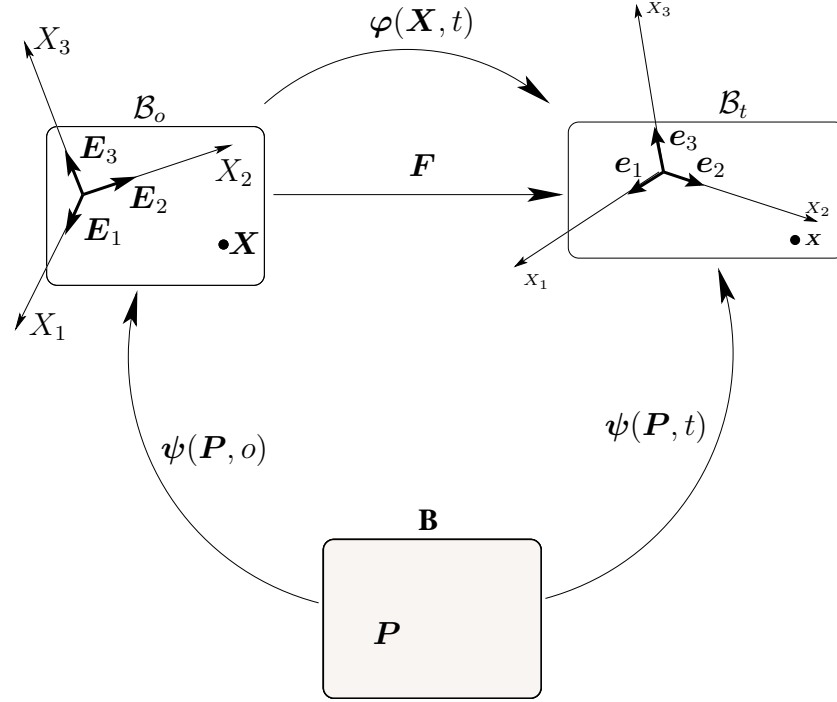 φ(X, t)
X₃
X₃
𝓑ₒ
𝓑ₜ
E₃
e₃
X₂
E₂
F
e₁
e₂
E₁
X₂
X
x
X₁
X₁
ψ(P, o)
ψ(P, t)
B
P